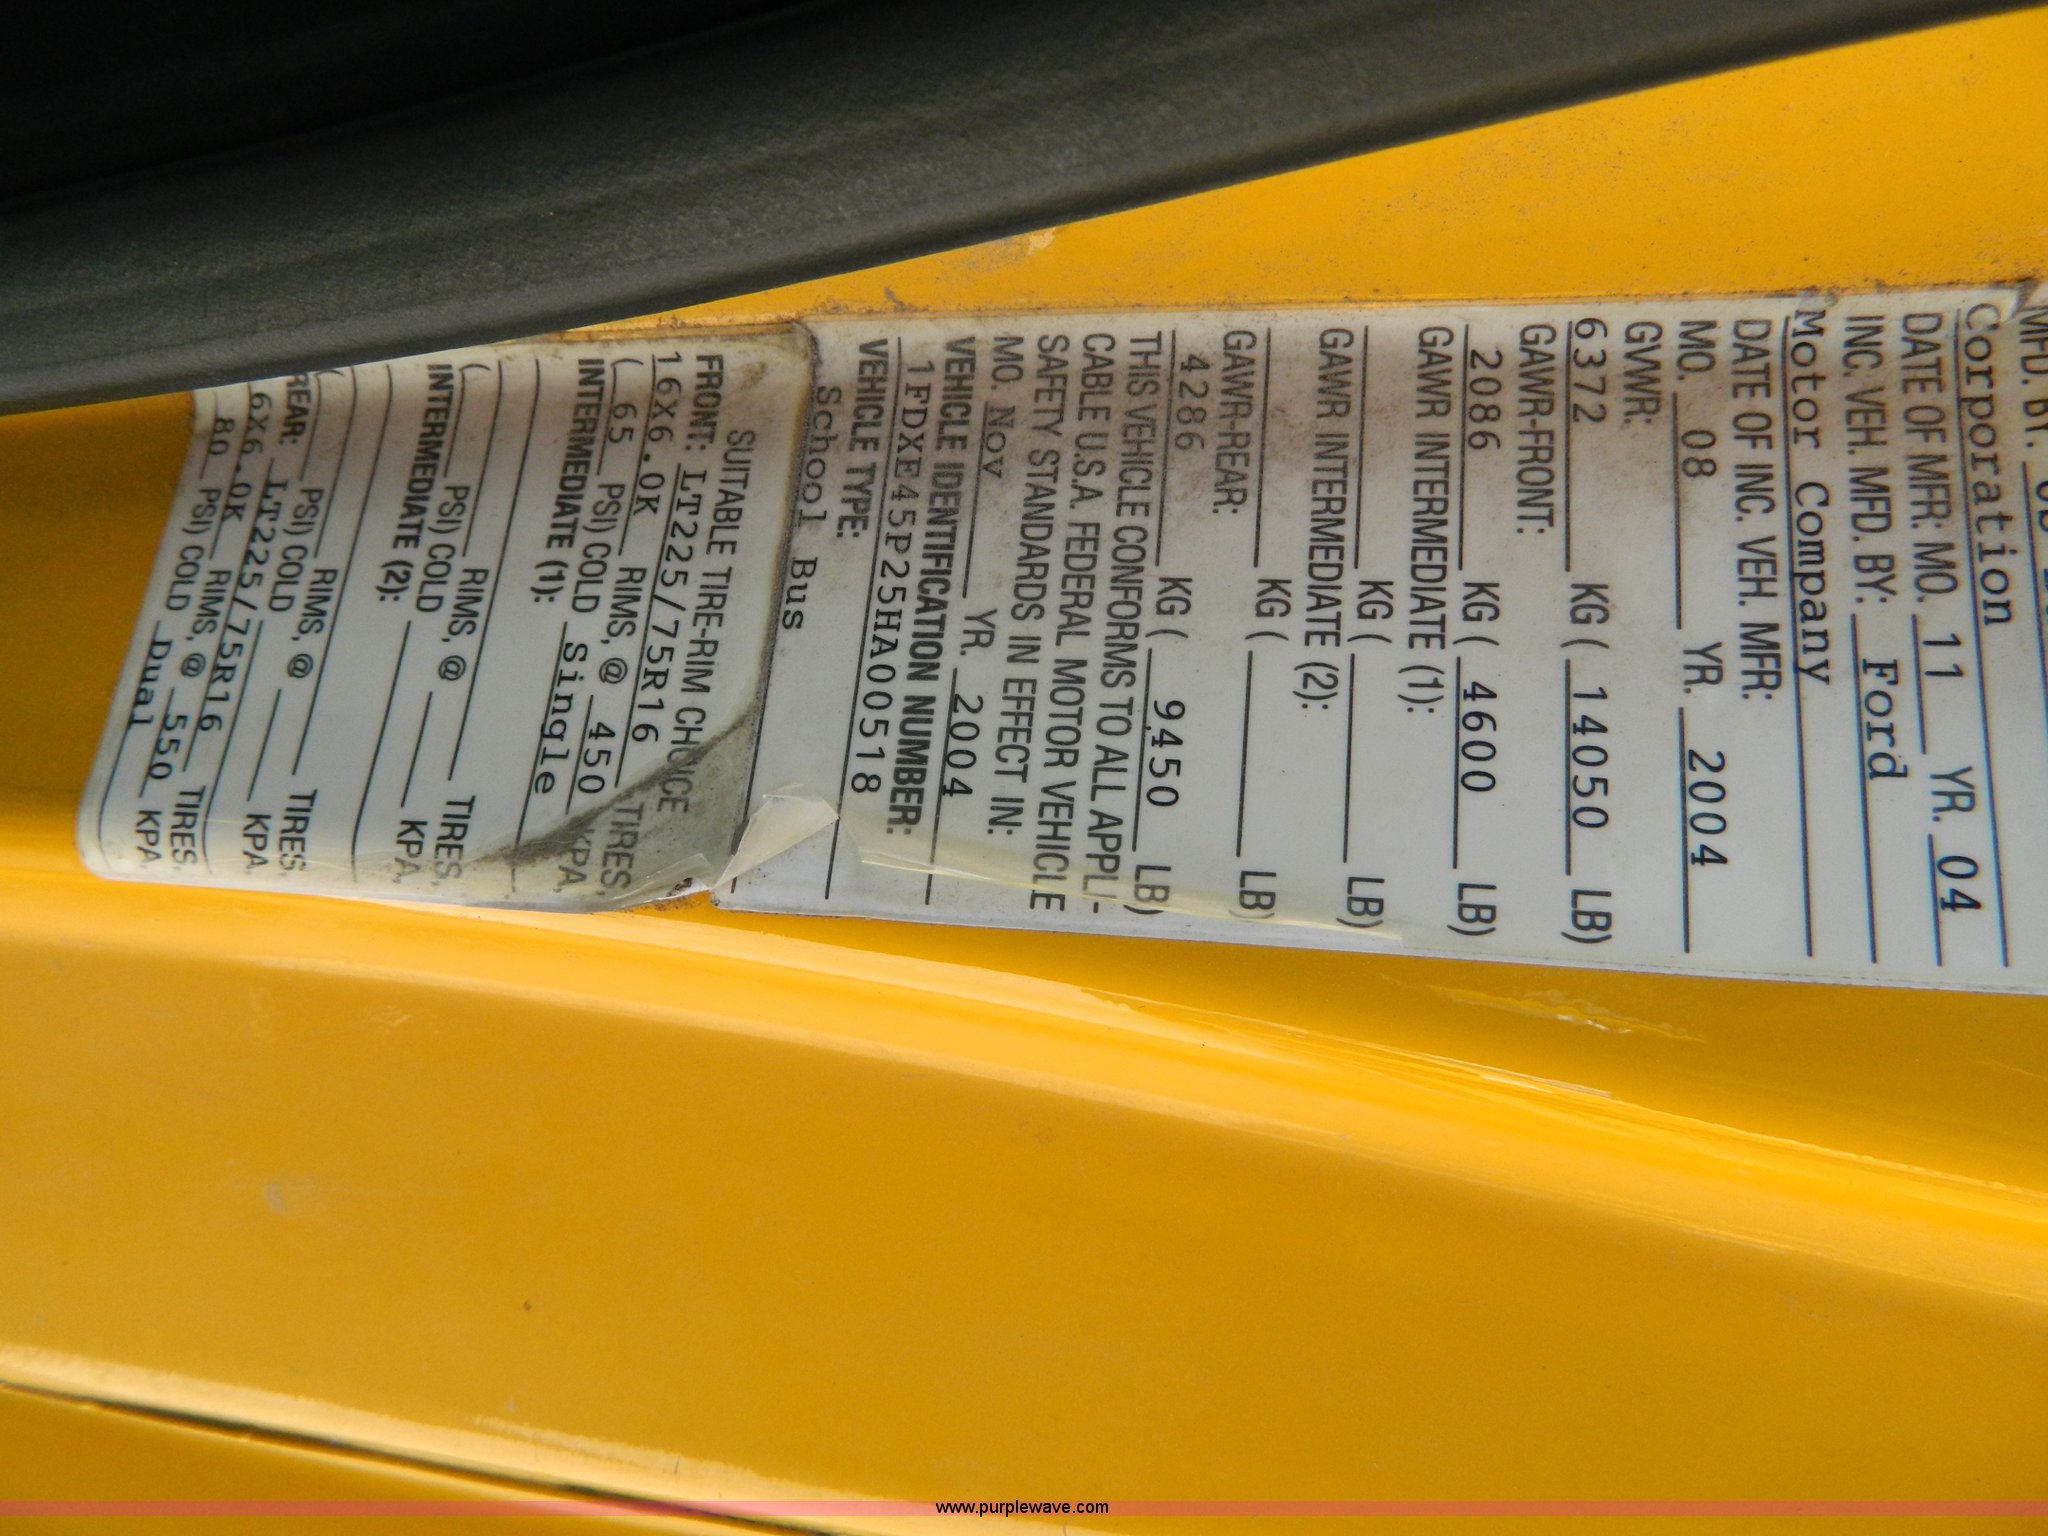 MFD. BY:
Corporation
DATE OF MFR: MO. 11 YR. 04
INC. VEH. MFD. BY: Ford
Motor Company
DATE OF INC. VEH. MFR:
MO. 08 YR. 2004
GVWR:
6372 KG ( 14050 LB)
GAWR-FRONT:
2086 KG ( 4600 LB)
GAWR INTERMEDIATE (1):
KG ( LB)
GAWR INTERMEDIATE (2):
KG ( LB)
GAWR-REAR:
4286 KG ( 9,450 LB)
THIS VEHICLE CONFORMS TO ALL APPLI-
CABLE U.S.A. FEDERAL MOTOR VEHICLE
SAFETY STANDARDS IN EFFECT IN:
MO. Nov YR. 2004
VEHICLE IDENTIFICATION NUMBER:
1FDXE45P25HA00518
VEHICLE TYPE:
School Bus
SUITABLE TIRE-RIM CHOICE
FRONT: LT225/75R16 TIRES,
16X6.0K RIMS, @ 450 KPA,
( 65 PSI) COLD Single
INTERMEDIATE (1):
TIRES,
RIMS, @ KPA,
( PSI) COLD
INTERMEDIATE (2):
TIRES,
RIMS, @ KPA,
( PSI) COLD
REAR: LT225/75R16 TIRES,
6X6.0K RIMS, @ 550 KPA,
80 PSI) COLD Dual
www.purplewave.com